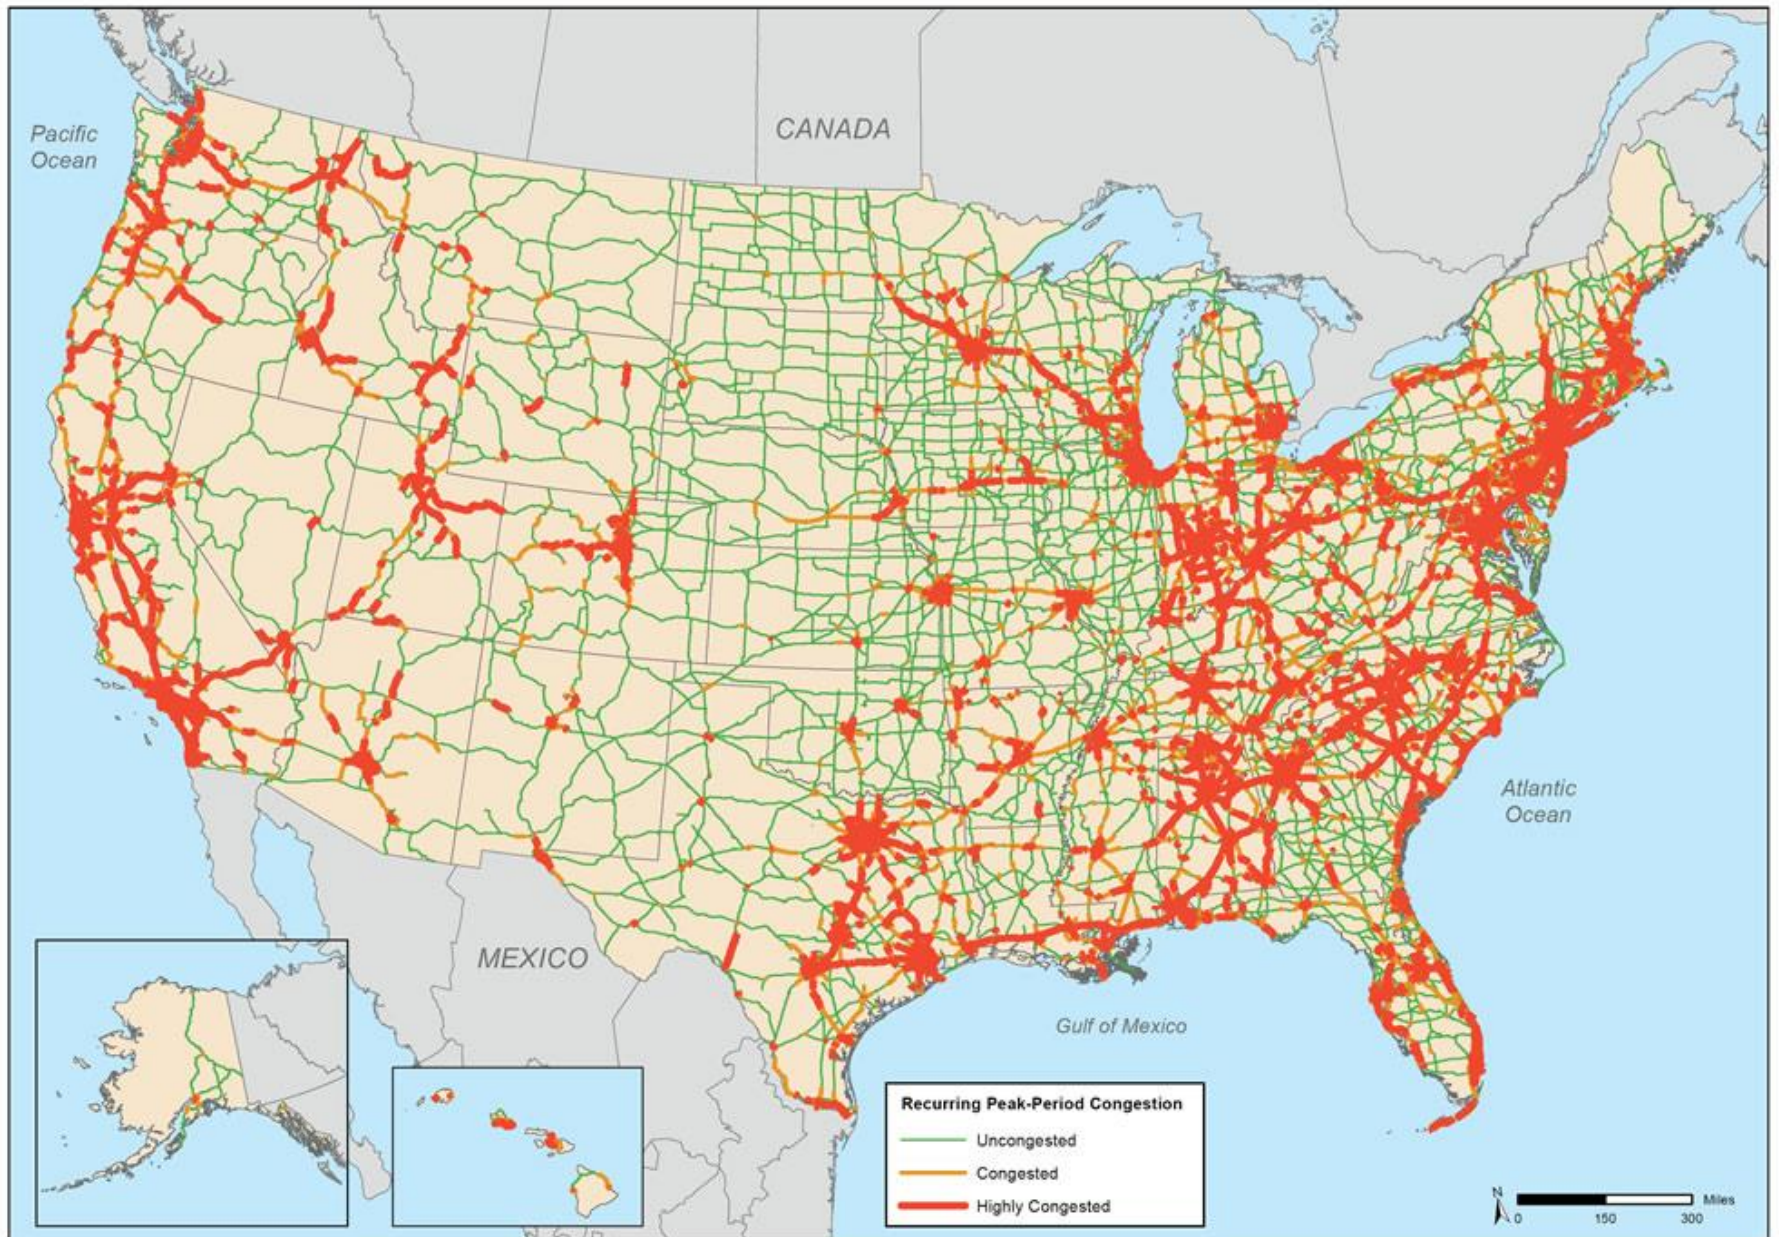 CANADA
Pacific
Ocean
Atlantic
Ocean
MEXICO
Gulf of Mexico
Recurring Peak-Period Congestion
Uncongested
Congested
Highly Congested
N
Miles
0 150 300